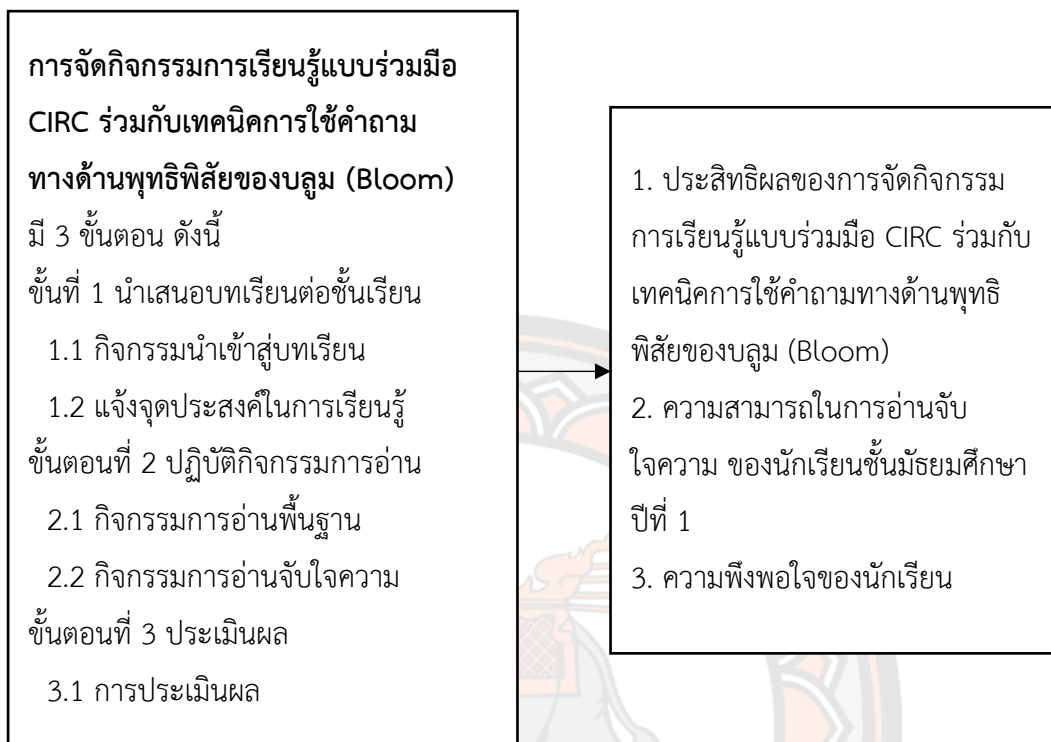 การจัดกิจกรรมการเรียนรู้แบบร่วมมือ
CIRC ร่วมกับเทคนิคการใช้คำถาม
ทางด้านพุทธิพิสัยของบลูม (Bloom)
มี 3 ขั้นตอน ดังนี้
ขั้นที่ 1 นำเสนอบทเรียนต่อชั้นเรียน
1.1 กิจกรรมนำเข้าสู่บทเรียน
1.2 แจ้งจุดประสงค์ในการเรียนรู้
ขั้นตอนที่ 2 ปฏิบัติกิจกรรมการอ่าน
2.1 กิจกรรมการอ่านพื้นฐาน
2.2 กิจกรรมการอ่านจับใจความ
ขั้นตอนที่ 3 ประเมินผล
3.1 การประเมินผล
1. ประสิทธิผลของการจัดกิจกรรม
การเรียนรู้แบบร่วมมือ CIRC ร่วมกับ
เทคนิคการใช้คำถามทางด้านพุทธิ
พิสัยของบลูม (Bloom)
2. ความสามารถในการอ่านจับ
ใจความ ของนักเรียนชั้นมัธยมศึกษา
ปีที่ 1
3. ความพึงพอใจของนักเรียน